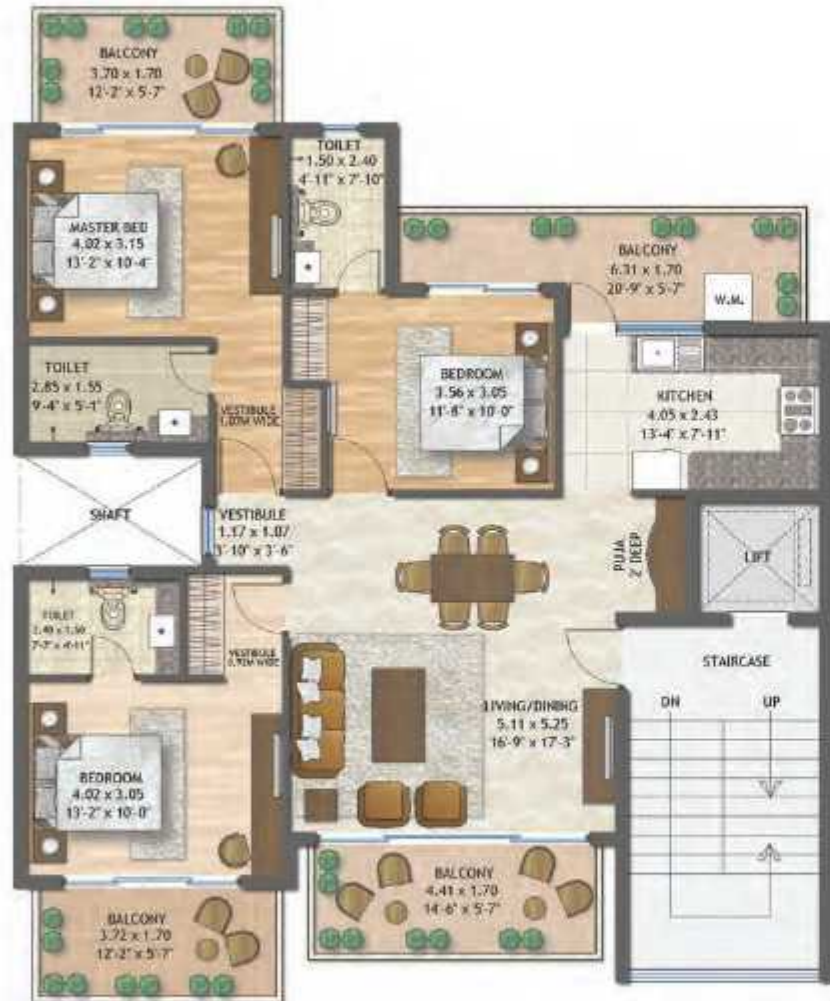 BALCONY
3.70 x 1.70
12'-2" x 5'-7"
TOILET
1.50 x 2.40
4'-11" x 7'-10"
MASTER BED
4.02 x 3.15
13'-2" x 10'-4"
BALCONY
6.31 x 1.70
20'-9" x 5'-7"
W.M.
TOILET
2.85 x 1.55
9'-4" x 5'-1"
BEDROOM
3.56 x 3.05
11'-8" x 10'-0"
KITCHEN
4.05 x 2.43
13'-4" x 7'-11"
VESTIBULE
1.07M WIDE
SHAFT
VESTIBULE
1.17 x 1.07
3'-10" x 3'-6"
PUJA
2' DEEP
LIFT
TOILET
VESTIBULE
WIDE
STAIRCASE
DN
UP
LIVING/DINING
5.11 x 5.25
16'-9" x 17'-3"
BEDROOM
4.02 x 3.05
13'-2" x 10'-0"
BALCONY
4.41 x 1.70
14'-6" x 5'-7"
BALCONY
3.72 x 1.70
12'-2" x 5'-7"